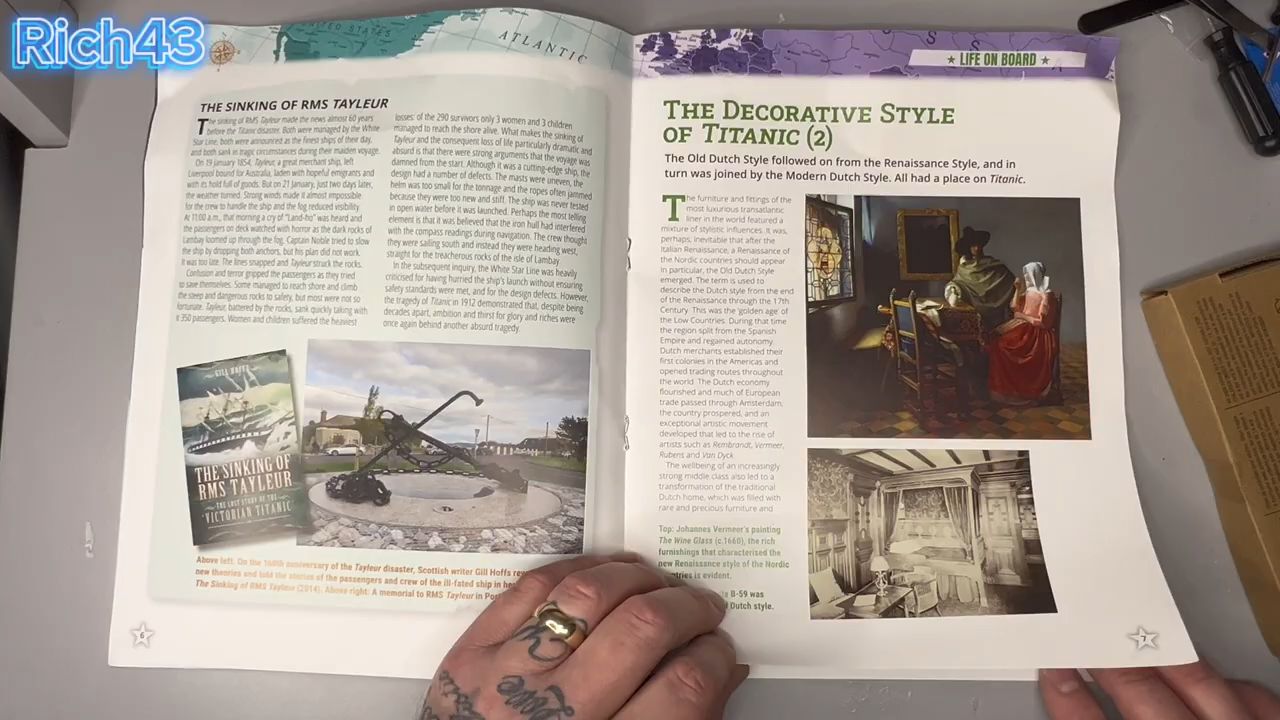 Rich43
UNITED STATES
ATLANTIC
THE SINKING OF RMS TAYLEUR
The sinking of RMS Tayleur made the news almost 60 years
before the Titanic disaster. Both were managed by the White
Star Line, both were announced as the finest ships of their day,
and both sank in tragic circumstances during their maiden voyage.
On 19 January 1854, Tayleur, a great merchant ship, left
Liverpool bound for Australia, laden with hopeful emigrants and
with its hold full of goods. But on 21 January, just two days later,
the weather turned. Strong winds made it almost impossible
for the crew to handle the ship and the fog reduced visibility.
At 11:00 a.m., that morning a cry of "Land-ho" was heard and
the passengers on deck watched with horror as the dark rocks of
Lambay loomed up through the fog. Captain Noble tried to slow
the ship by dropping both anchors, but his plan did not work.
It was too late. The lines snapped and Tayleur struck the rocks.
Confusion and terror gripped the passengers as they tried
to save themselves. Some managed to reach shore and climb
the steep and dangerous rocks to safety, but most were not so
fortunate. Tayleur, battered by the rocks, sank quickly taking with
it 350 passengers. Women and children suffered the heaviest
losses: of the 290 survivors only 3 women and 3 children
managed to reach the shore alive. What makes the sinking of
Tayleur and the consequent loss of life particularly dramatic and
absurd is that there were strong arguments that the voyage was
damned from the start. Although it was a cutting-edge ship, the
design had a number of defects. The masts were uneven, the
helm was too small for the tonnage and the ropes often jammed
because they were too new and stiff. The ship was never tested
in open water before it was launched. Perhaps the most telling
element is that it was believed that the iron hull had interfered
with the compass readings during navigation. The crew thought
they were sailing south and instead they were heading west,
straight for the treacherous rocks of the isle of Lambay.
In the subsequent inquiry, the White Star Line was heavily
criticised for having hurried the ship's launch without ensuring
safety standards were met, and for the design defects. However,
the tragedy of Titanic in 1912 demonstrated that, despite being
decades apart, ambition and thirst for glory and riches were
once again behind another absurd tragedy.
GILL HOFFS
THE SINKING OF
RMS TAYLEUR
THE LOST STORY OF THE
'VICTORIAN TITANIC'
Above left: On the 160th anniversary of the Tayleur disaster, Scottish writer Gill Hoffs
new theories and told the stories of the passengers and crew of the ill-fated ship in
The Sinking of RMS Tayleur (2014). Above right: A memorial to RMS Tayleur in
6
★ LIFE ON BOARD ★
THE DECORATIVE STYLE
OF TITANIC (2)
The Old Dutch Style followed on from the Renaissance Style, and in
turn was joined by the Modern Dutch Style. All had a place on Titanic.
The furniture and fittings of the
most luxurious transatlantic
liner in the world featured a
mixture of stylistic influences. It was,
perhaps, inevitable that after the
Italian Renaissance, a Renaissance of
the Nordic countries should appear.
In particular, the Old Dutch Style
emerged. The term is used to
describe the Dutch style from the end
of the Renaissance through the 17th
Century. This was the 'golden age' of
the Low Countries. During that time
the region split from the Spanish
Empire and regained autonomy.
Dutch merchants established their
first colonies in the Americas and
opened trading routes throughout
the world. The Dutch economy
flourished and much of European
trade passed through Amsterdam,
the country prospered, and an
exceptional artistic movement
developed that led to the rise of
artists such as Rembrandt, Vermeer,
Rubens and Van Dyck.
The wellbeing of an increasingly
strong middle class also led to a
transformation of the traditional
Dutch home, which was filled with
rare and precious furniture and
Top: Johannes Vermeer's painting
The Wine Glass (c.1660), the rich
furnishings that characterised the
new Renaissance style of the Nordic
is evident.
B-59 was
Dutch style.
7